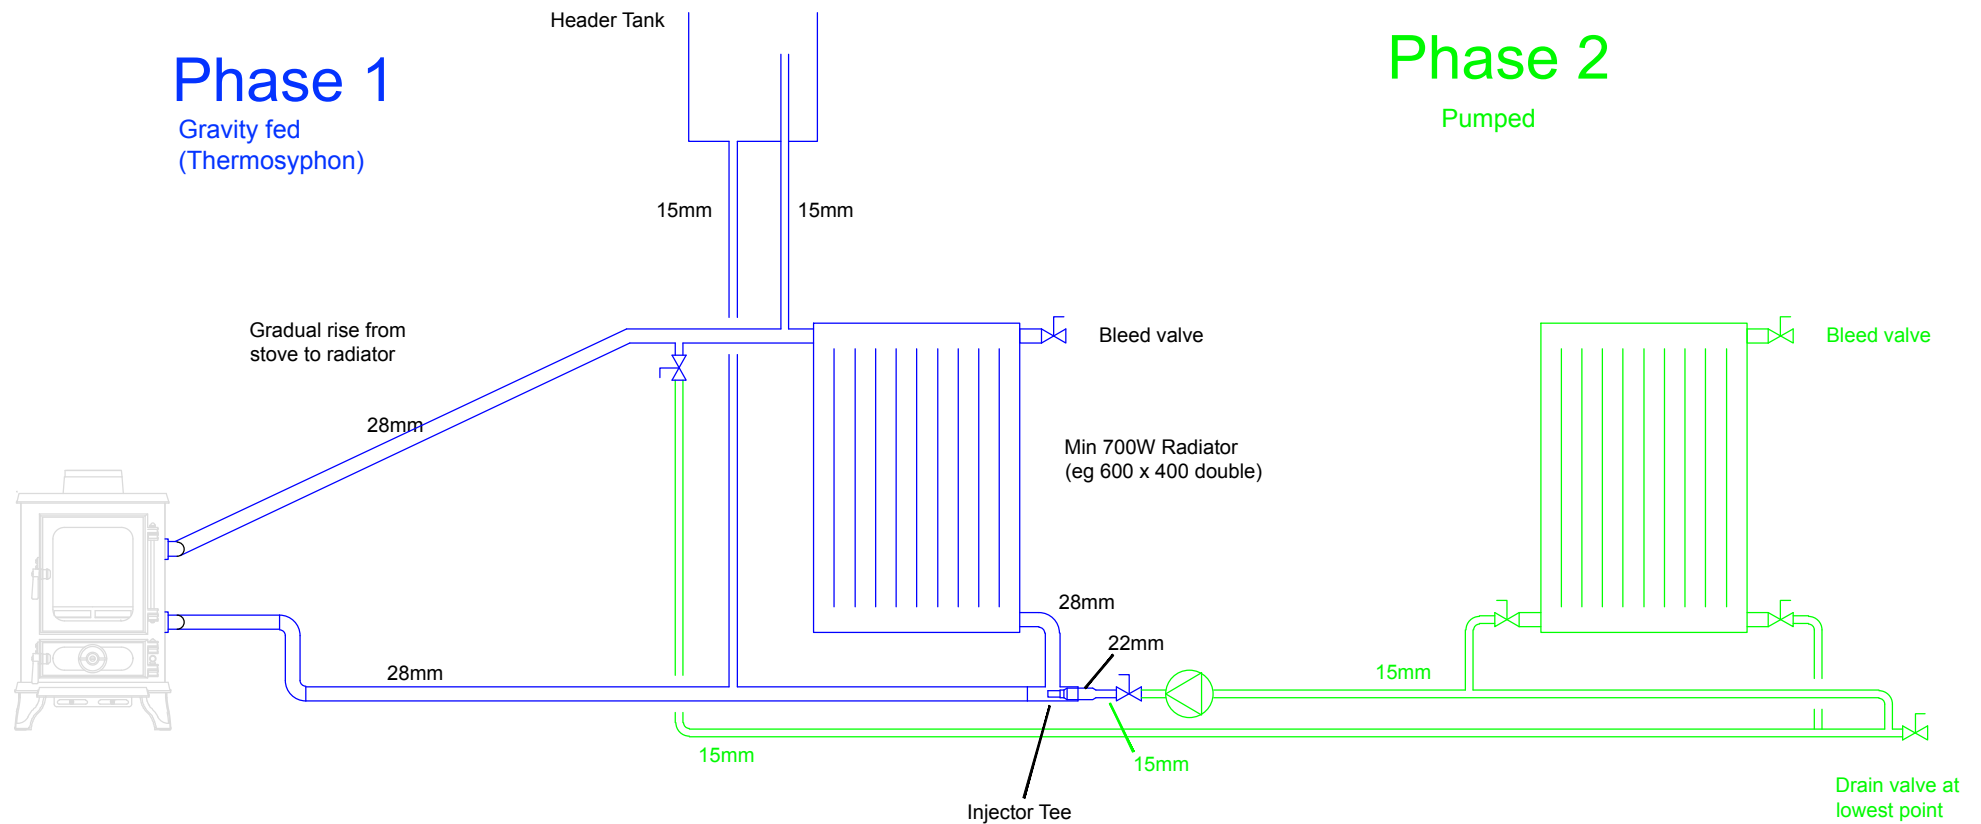 Header Tank
Phase 1
Gravity fed
(Thermosyphon)
Phase 2
Pumped
15mm
15mm
Gradual rise from
stove to radiator
Bleed valve
Bleed valve
28mm
Min 700W Radiator
(eg 600 x 400 double)
28mm
22mm
28mm
15mm
15mm
15mm
Injector Tee
Drain valve at
lowest point